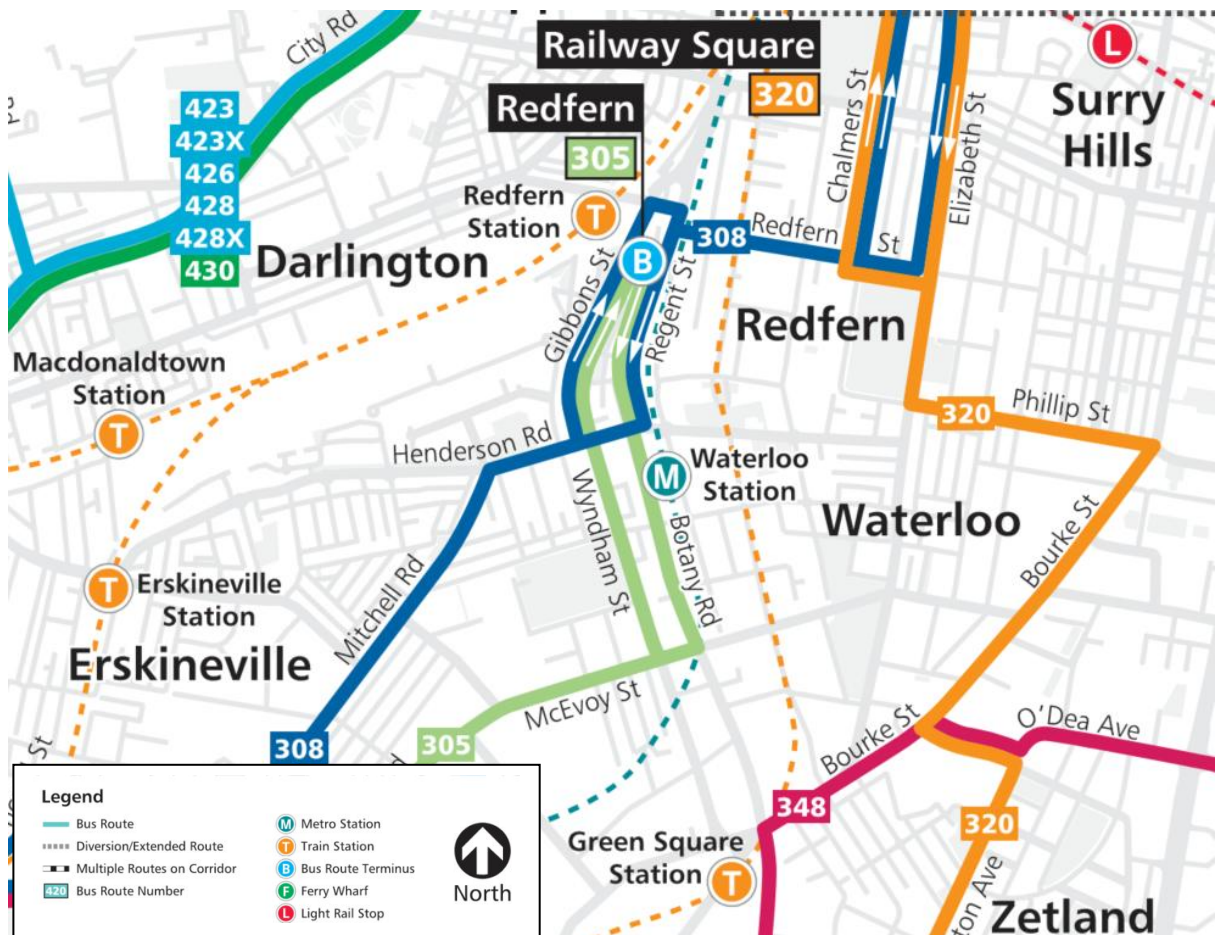 City Rd
Railway Square
320
L
Surry
Hills
Redfern
305
423
423X
426
428
428X
430
Darlington
Redfern
Station
T
308
Redfern
St
Chalmers St
Elizabeth St
B
Gibbons St
Regent St
Redfern
Macdonaldtown
Station
T
Henderson Rd
320
Phillip St
M
Waterloo
Station
Waterloo
Wyndham St
Botany Rd
Bourke St
T
Erskineville
Station
Mitchell Rd
Erskineville
McEvoy St
308
305
St
Bourke St
O'Dea Ave
348
320
Green Square
Station
T
Zetland
Legend
Bus Route
Diversion/Extended Route
Multiple Routes on Corridor
420 Bus Route Number
M Metro Station
T Train Station
B Bus Route Terminus
F Ferry Wharf
L Light Rail Stop
North